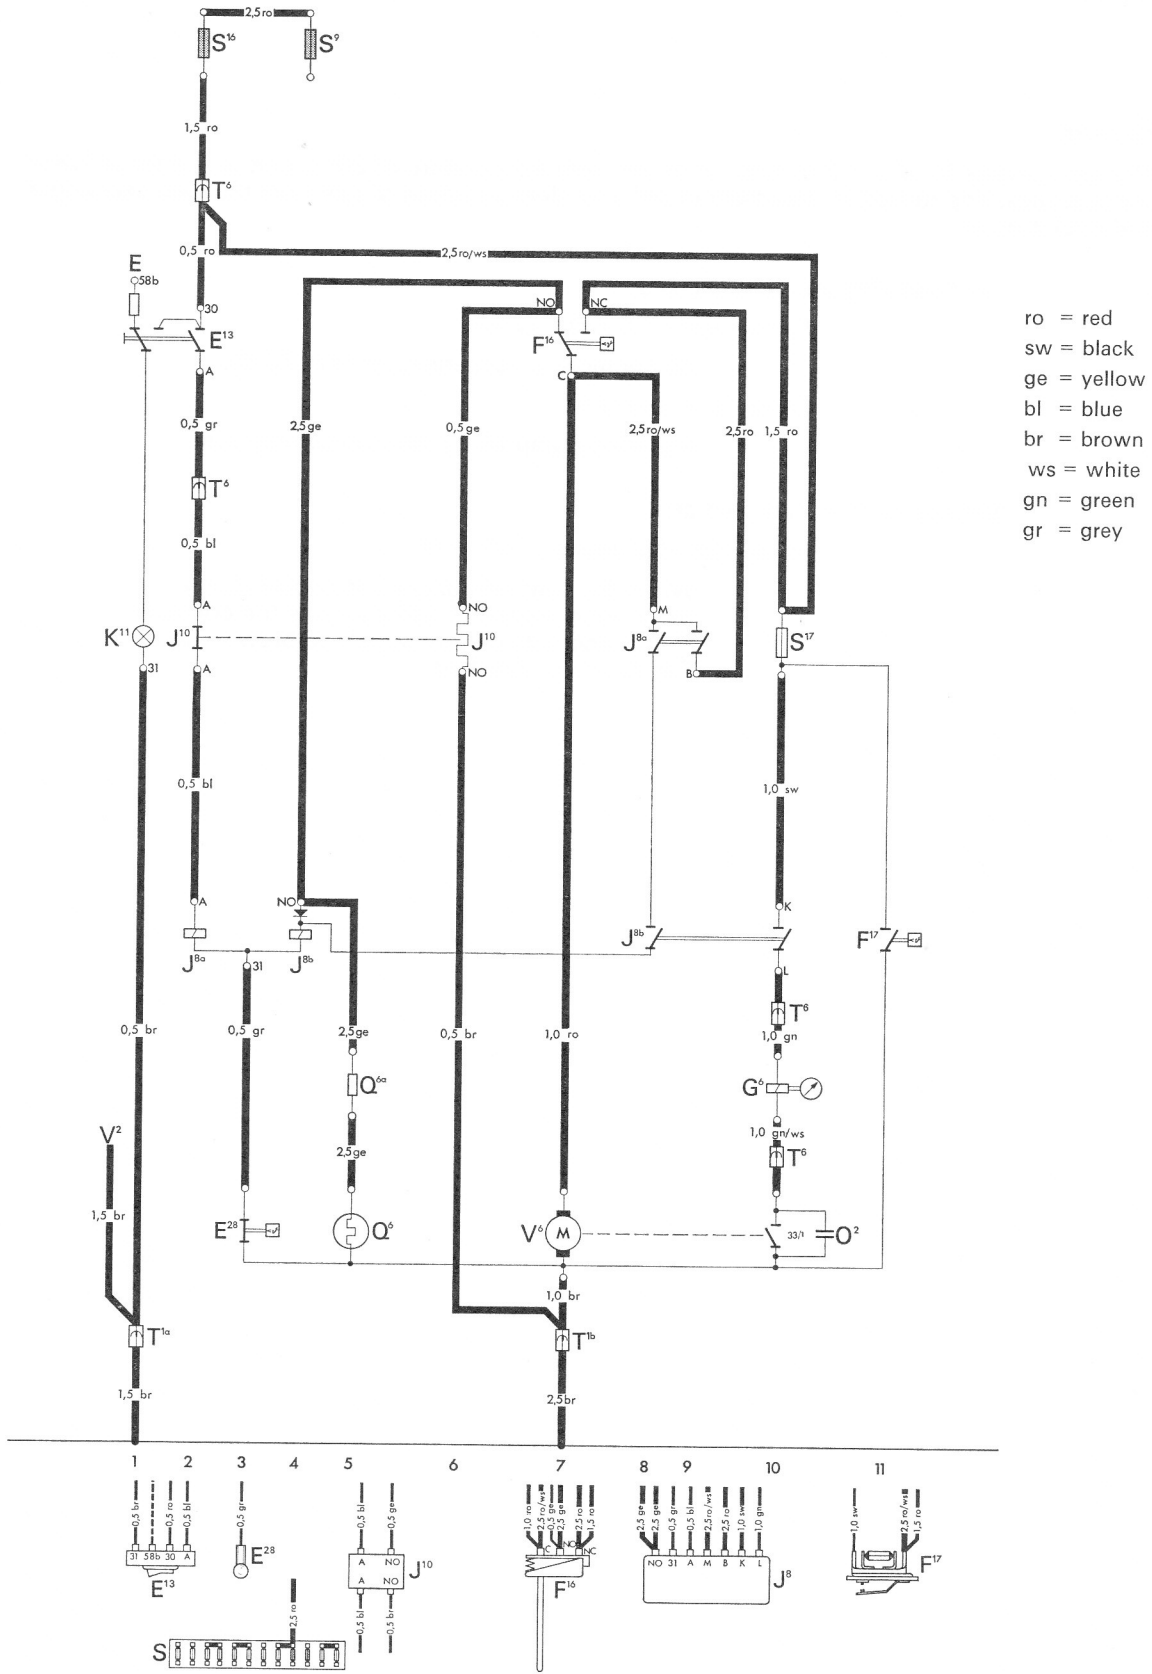 2,5 ro
S16
S9
1,5 ro
T6
0,5 ro
2,5 ro/ws
E
58b
30
E13
NO
NC
F16
A
C
ro = red
sw = black
ge = yellow
bl = blue
br = brown
ws = white
gn = green
gr = grey
0,5 gr
2,5 ge
0,5 ge
2,5 ro/ws
2,5 ro
1,5 ro
T6
0,5 bl
A
NO
M
K11
J10
J10
J8a
S17
31
A
NO
B
0,5 bl
1,0 sw
A
NO
K
J8a
J8b
J8b
F17
31
L
T6
0,5 br
0,5 gr
2,5 ge
0,5 br
1,0 ro
1,0 gn
Q6a
G6
V2
1,0 gn/ws
2,5 ge
T6
1,5 br
E28
Q6
V6
M
33/1
O2
1,0 br
T1a
T1b
1,5 br
2,5 br
1 2 3 4 5 6 7 8 9 10 11
0,5 br
0,5 ro
0,5 bl
0,5 gr
0,5 bl
0,5 ge
1,0 ro
2,5 ro/ws
0,5 ge
2,5 ge
2,5 ro
1,5 ro
2,5 ge
2,5 ge
0,5 gr
0,5 bl
2,5 ro/ws
2,5 ro
1,0 sw
1,0 gn
1,0 sw
2,5 ro/ws
1,5 ro
31 58b 30 A
E13
E28
A NO
A NO
J10
C NO NC
F16
NO 31 A M B K L
J8
F17
2,5 ro
0,5 bl
0,5 br
S